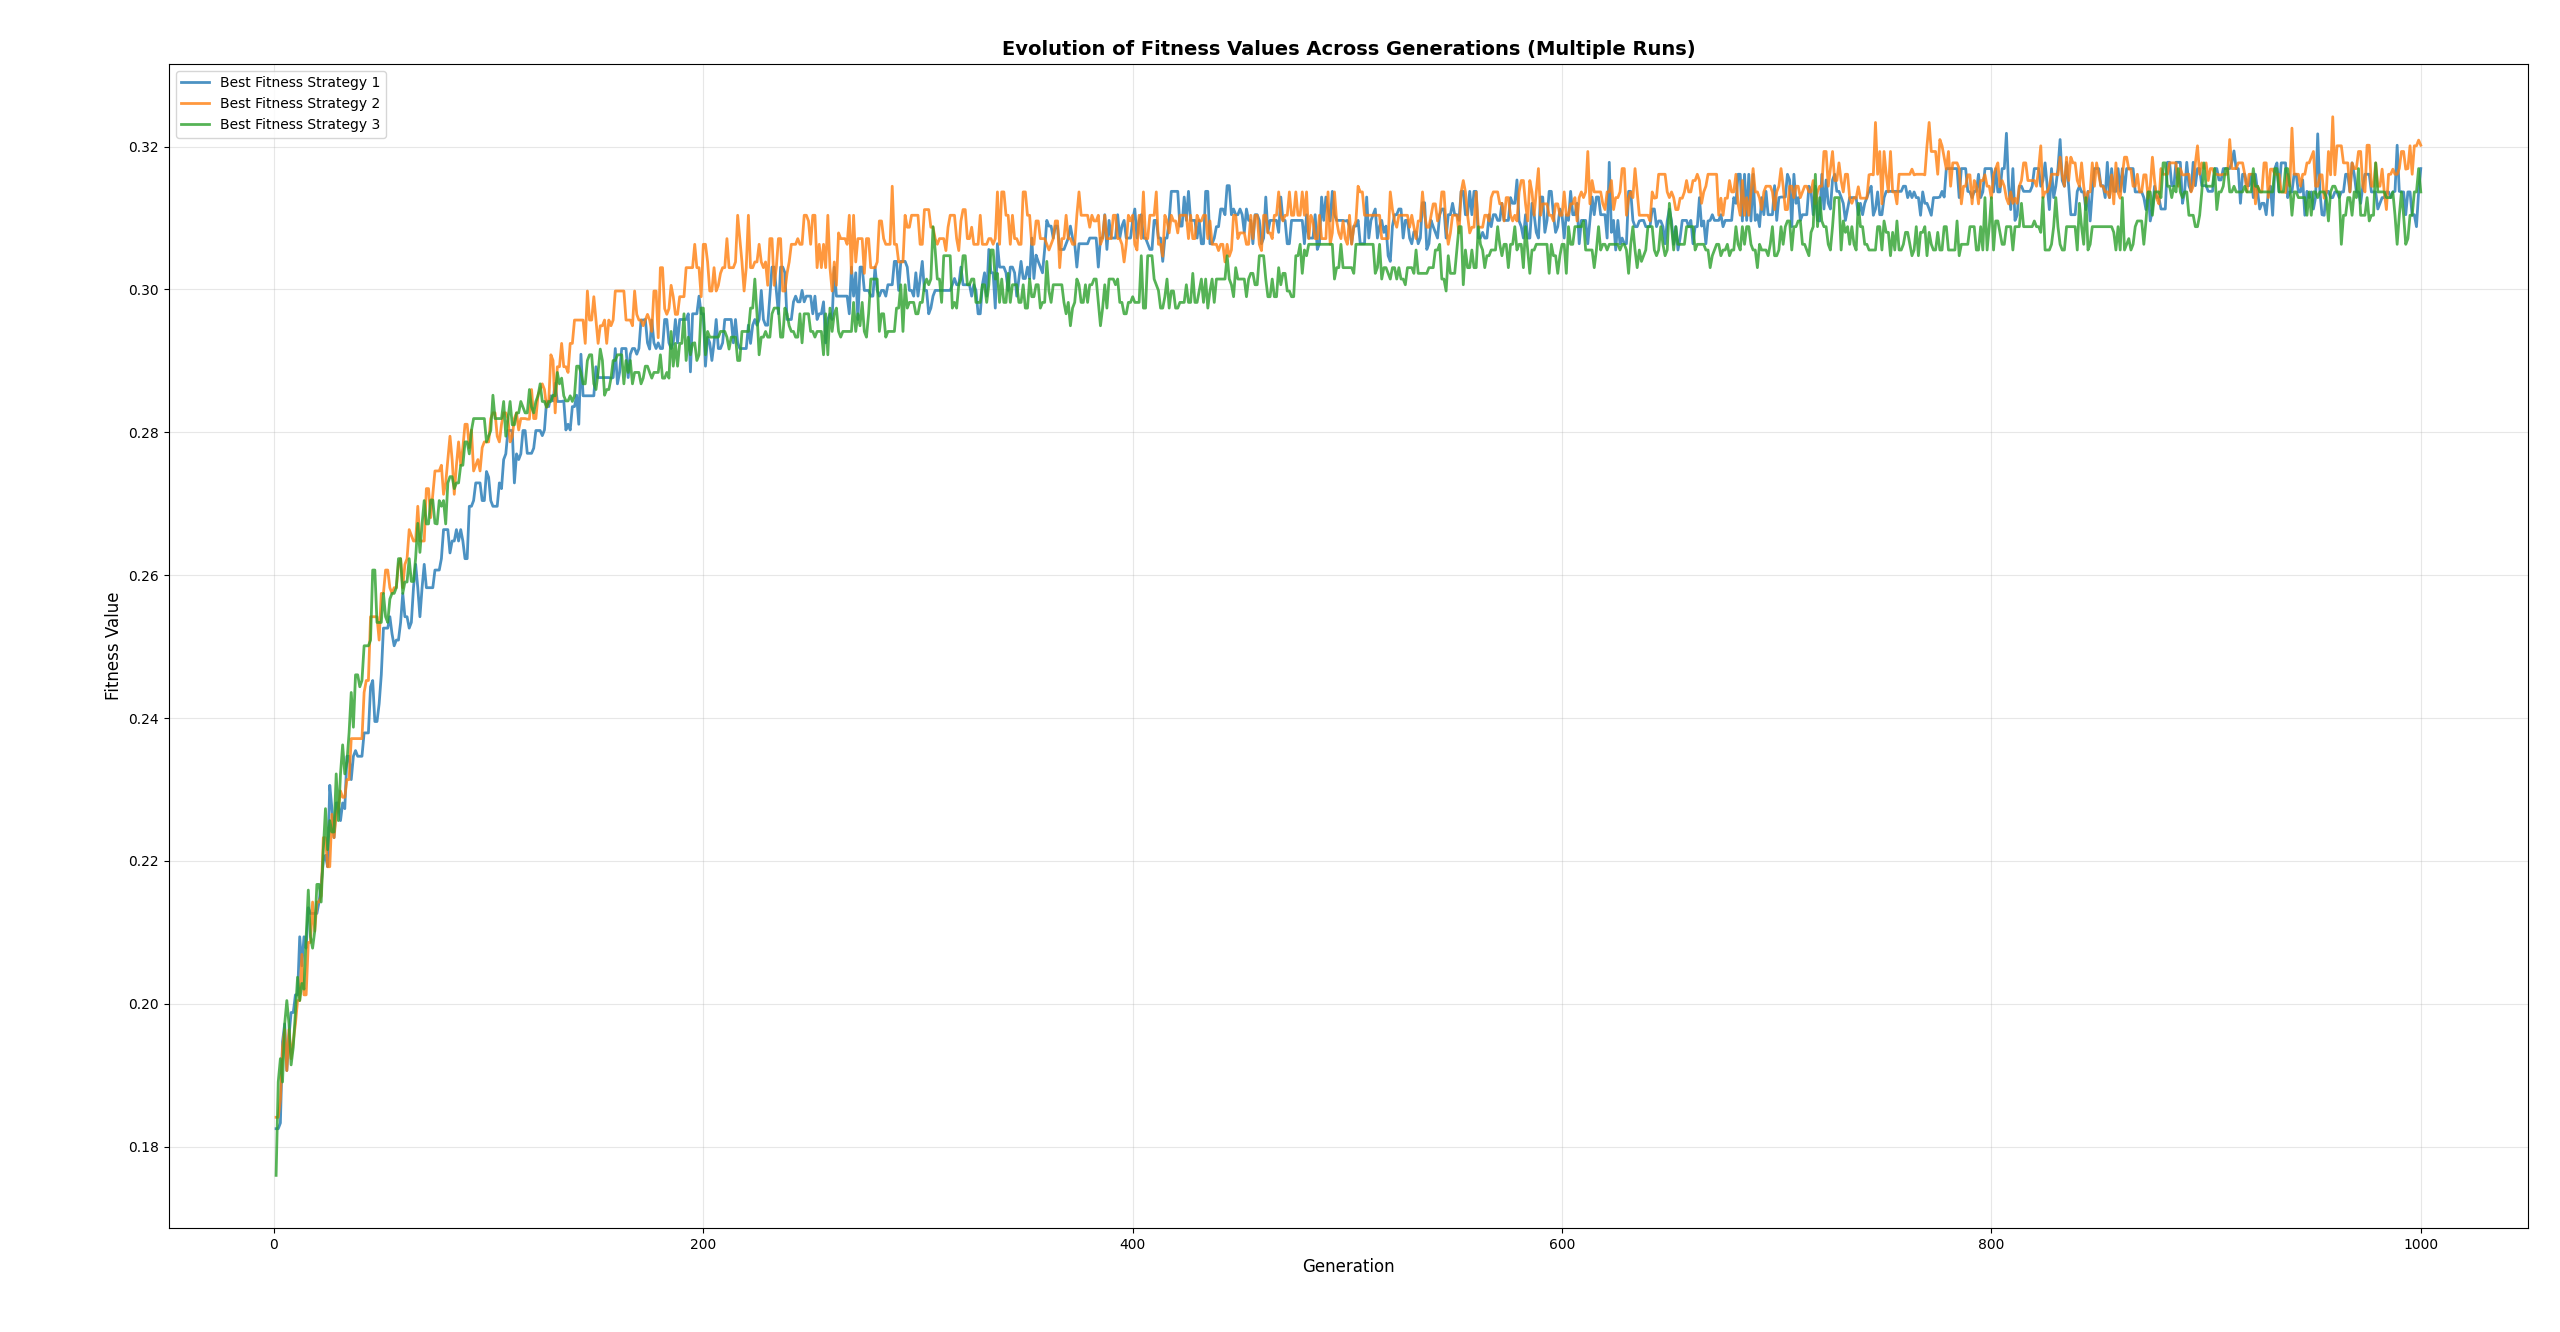 Evolution of Fitness Values Across Generations (Multiple Runs)
Best Fitness Strategy 1
Best Fitness Strategy 2
Best Fitness Strategy 3
0.32
0.30
0.28
0.26
0.24
0.22
0.20
0.18
Fitness Value
0 200 400 600 800 1000
Generation